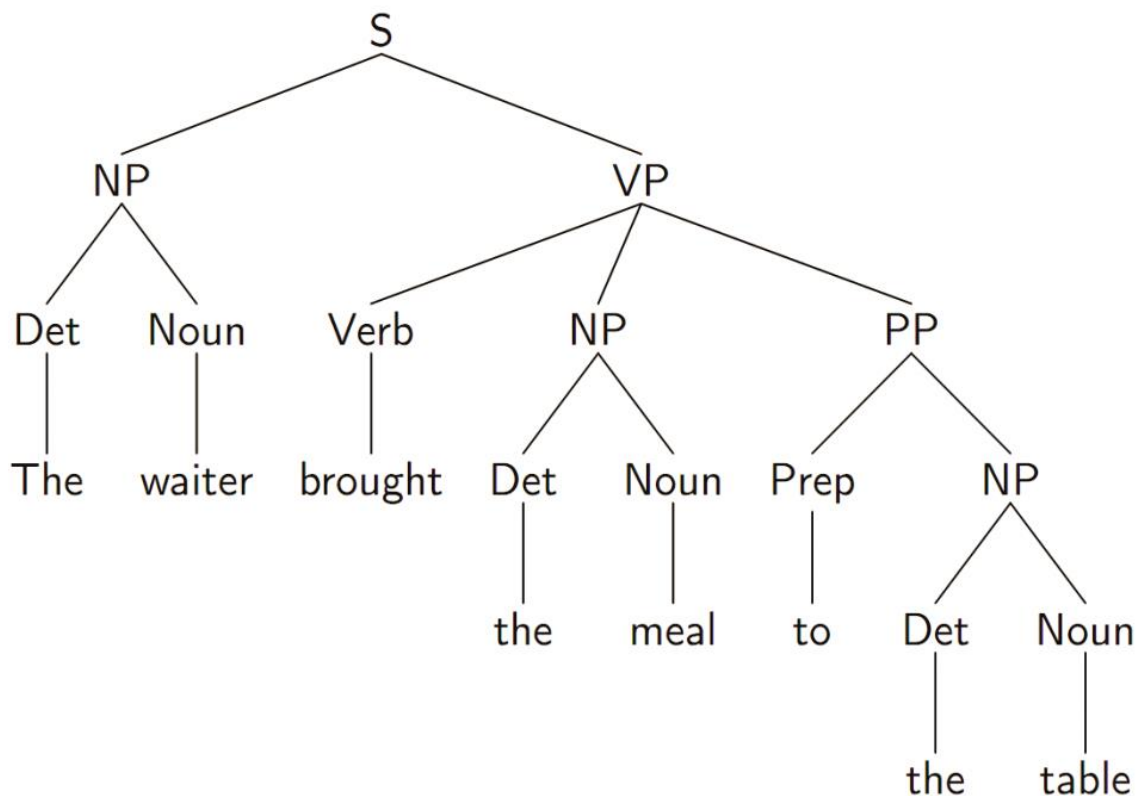 S
NP VP
Det Noun Verb NP PP
The waiter brought Det Noun Prep NP
the meal to Det Noun
the table